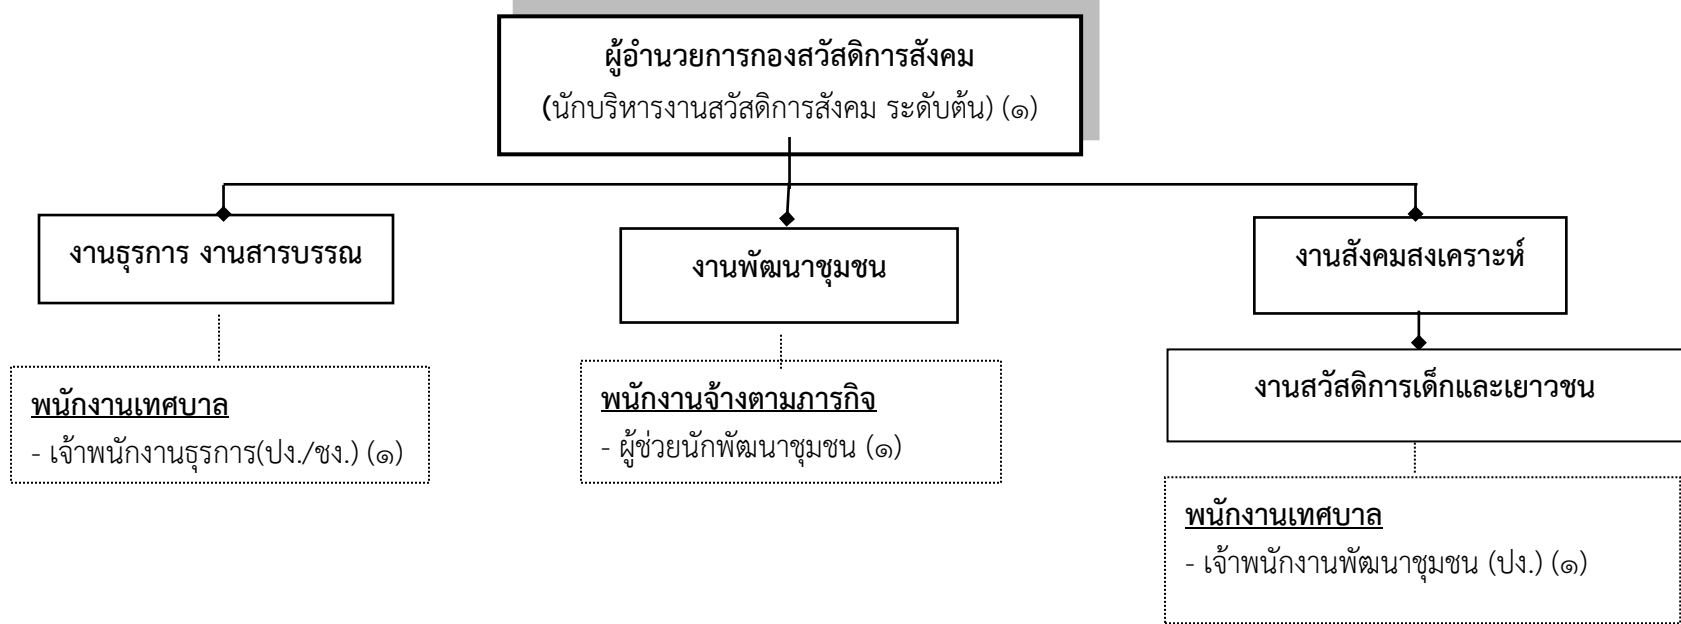 ผู้อำนวยการกองสวัสดิการสังคม
(นักบริหารงานสวัสดิการสังคม ระดับต้น) (๑)
งานธุรการ งานสารบรรณ
งานพัฒนาชุมชน
งานสังคมสงเคราะห์
งานสวัสดิการเด็กและเยาวชน
พนักงานเทศบาล
- เจ้าพนักงานธุรการ(ปง./ชง.) (๑)
พนักงานจ้างตามภารกิจ
- ผู้ช่วยนักพัฒนาชุมชน (๑)
พนักงานเทศบาล
- เจ้าพนักงานพัฒนาชุมชน (ปง.) (๑)